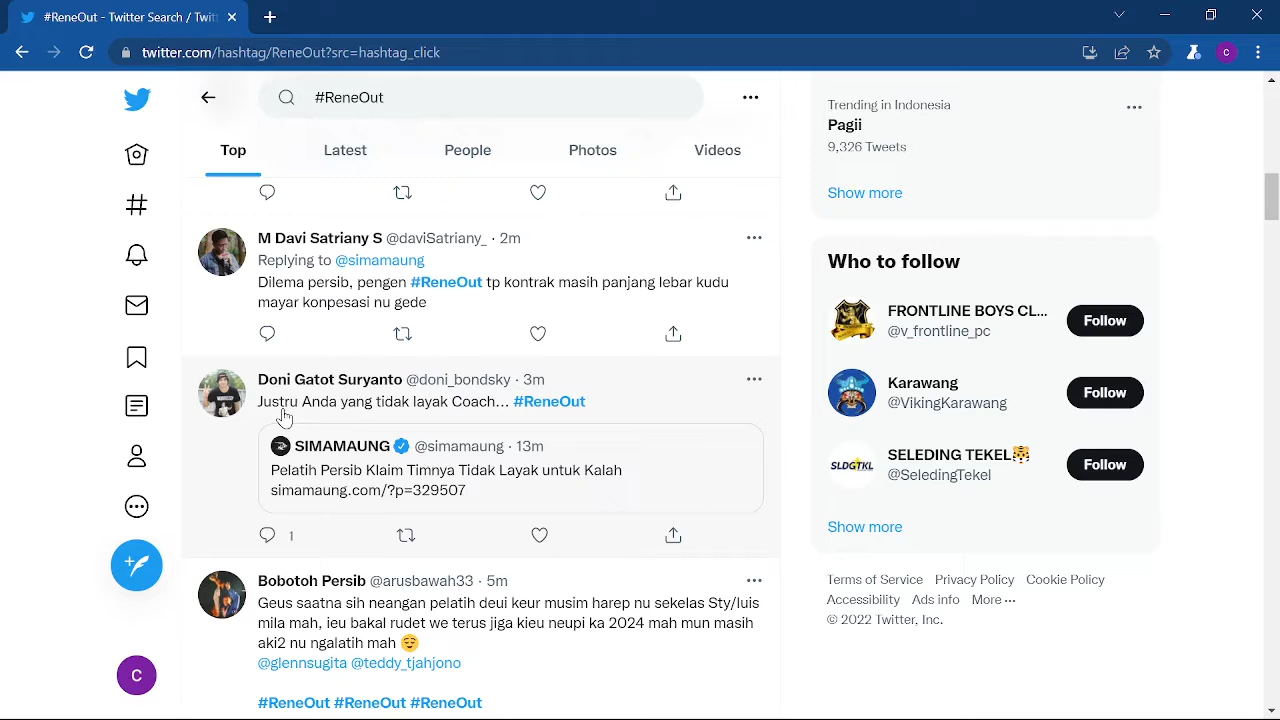 #ReneOut - Twitter Search / Twitter
twitter.com/hashtag/ReneOut?src=hashtag_click
C
#ReneOut
Top
Latest
People
Photos
Videos
M Davi Satriany S @daviSatriany_ · 2m
Replying to @simamaung
Dilema persib, pengen #ReneOut tp kontrak masih panjang lebar kudu
mayar konpesasi nu gede
Doni Gatot Suryanto @doni_bondsky · 3m
Justru Anda yang tidak layak Coach... #ReneOut
SIMAMAUNG @simamaung · 13m
Pelatih Persib Klaim Timnya Tidak Layak untuk Kalah
simamaung.com/?p=329507
1
Bobotoh Persib @arusbawah33 · 5m
Geus saatna sih neangan pelatih deui keur musim harep nu sekelas Sty/luis
mila mah, ieu bakal rudet we terus jiga kieu neupi ka 2024 mah mun masih
aki2 nu ngalatih mah 😌
@glennsugita @teddy_tjahjono
#ReneOut #ReneOut #ReneOut
Trending in Indonesia
Pagii
9,326 Tweets
Show more
Who to follow
FRONTLINE BOYS CL...
@v_frontline_pc
Follow
Karawang
@VikingKarawang
Follow
SLDGTKL
SELEDING TEKEL🐯
@SeledingTekel
Follow
Show more
Terms of Service Privacy Policy Cookie Policy
Accessibility Ads info More ···
© 2022 Twitter, Inc.
C